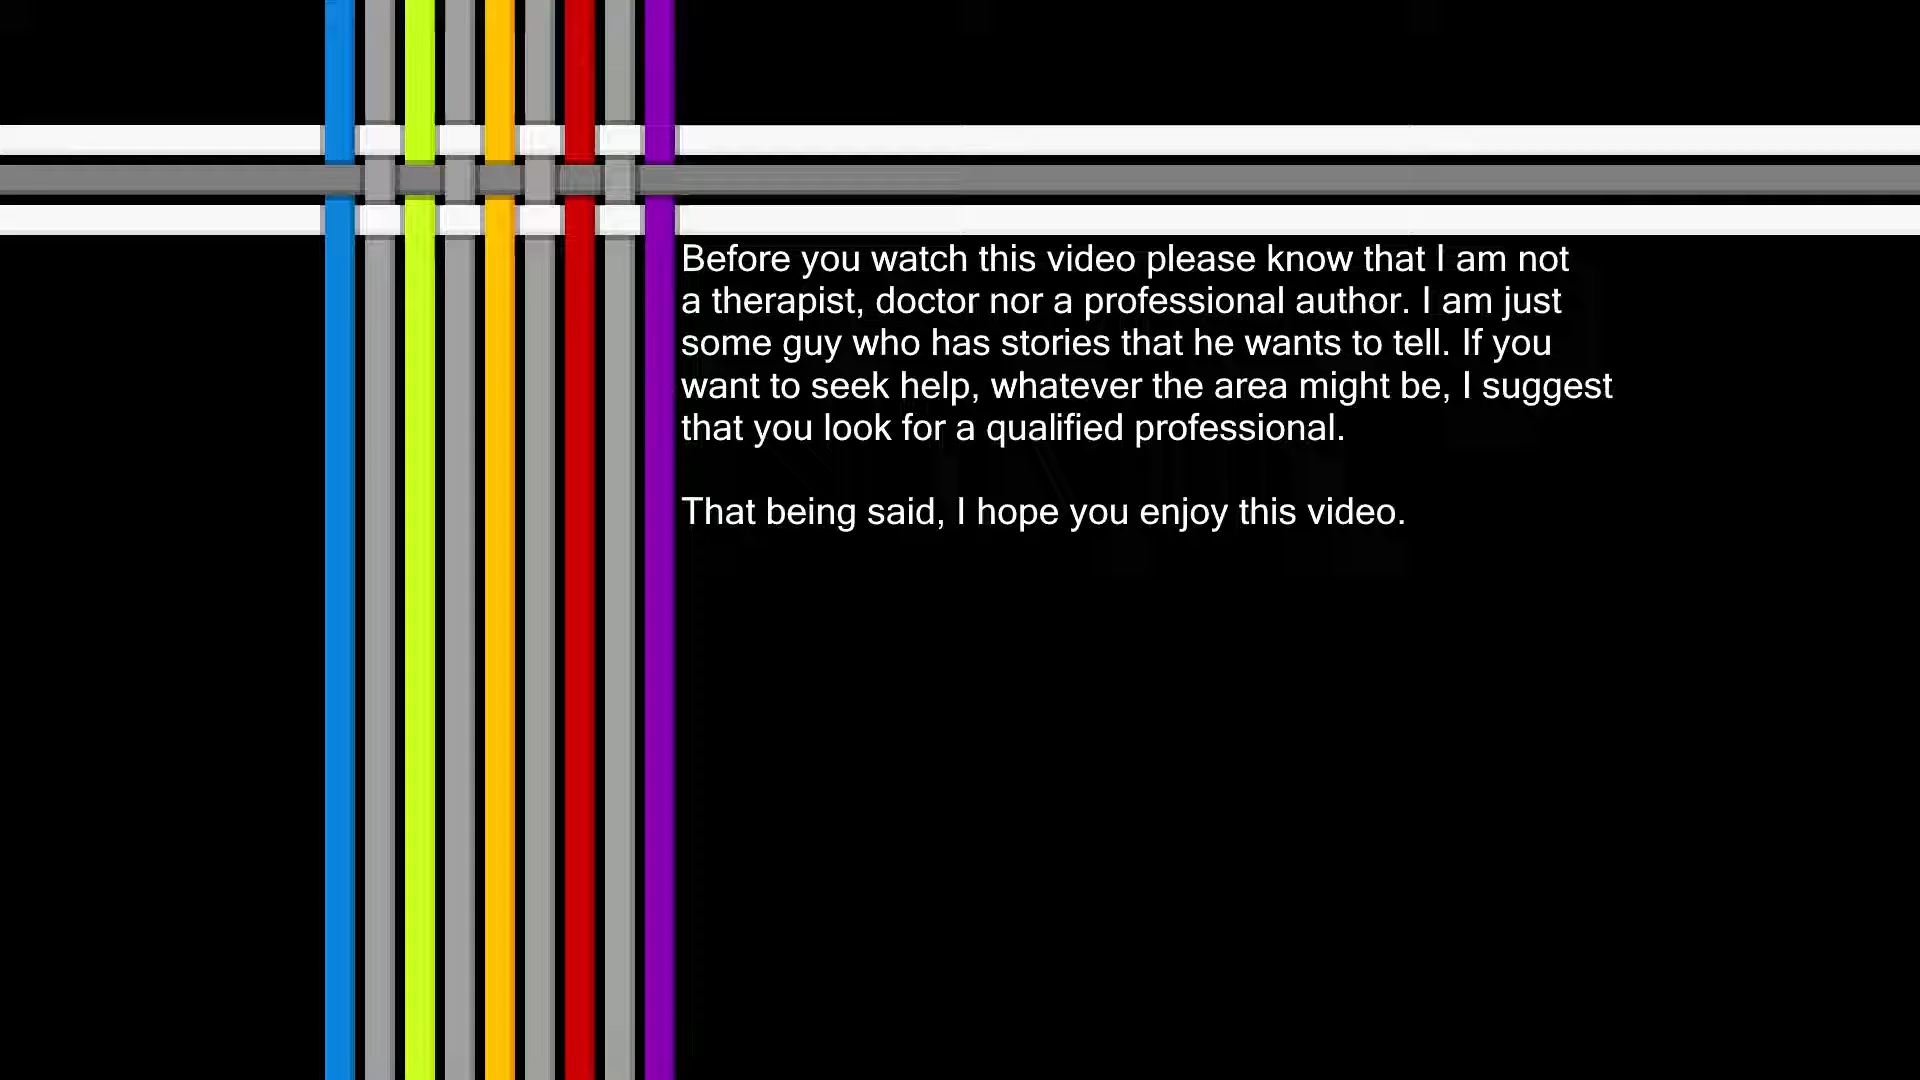 Before you watch this video please know that I am not
a therapist, doctor nor a professional author. I am just
some guy who has stories that he wants to tell. If you
want to seek help, whatever the area might be, I suggest
that you look for a qualified professional.
That being said, I hope you enjoy this video.